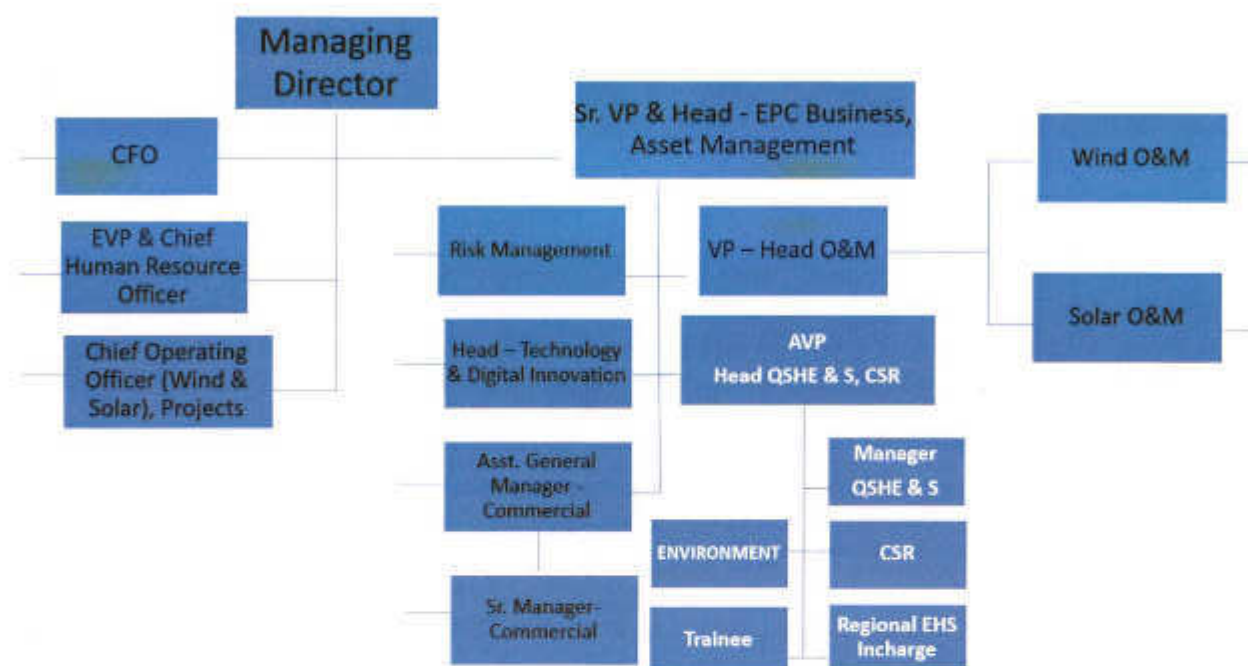 Managing
Director
Sr. VP & Head - EPC Business,
Asset Management
CFO
Wind O&M
EVP & Chief
Human Resource
Officer
Risk Management
VP – Head O&M
Solar O&M
Chief Operating
Officer (Wind &
Solar), Projects
Head – Technology
& Digital Innovation
AVP
Head QSHE & S, CSR
Asst. General
Manager -
Commercial
Manager
QSHE & S
ENVIRONMENT
CSR
Sr. Manager-
Commercial
Trainee
Regional EHS
Incharge